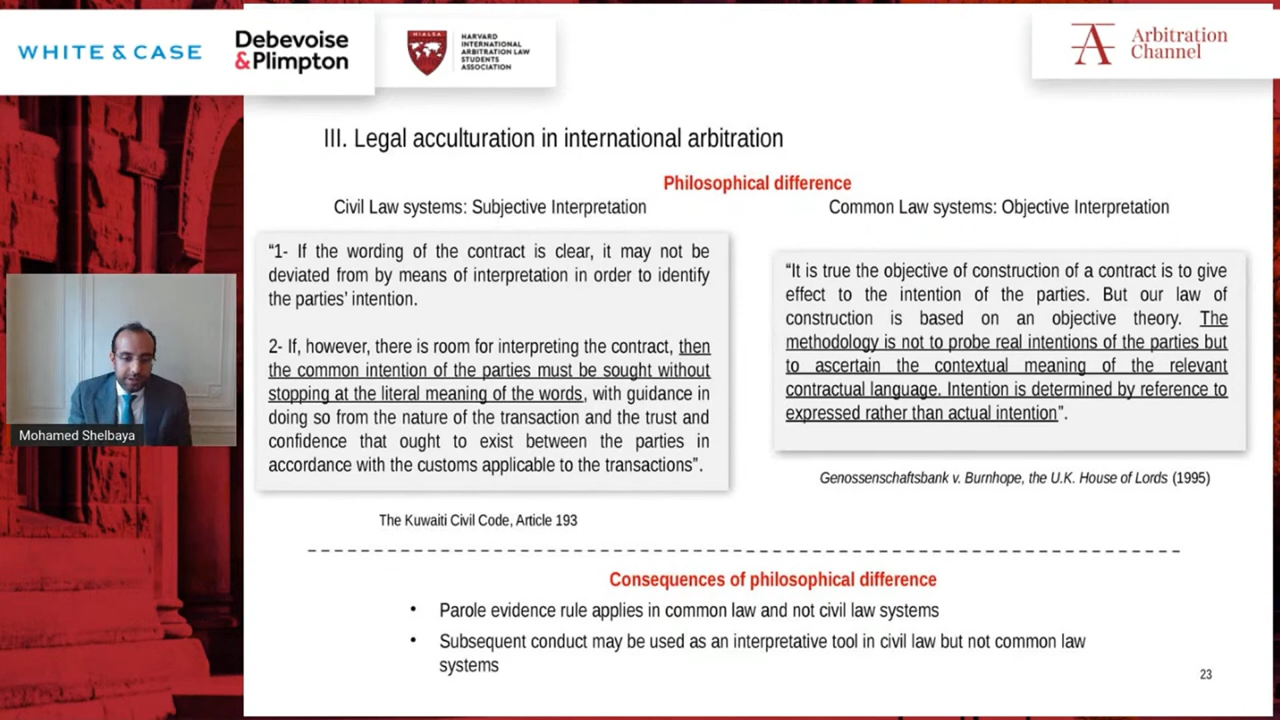 WHITE & CASE
Debevoise
&Plimpton
HIALSA
HARVARD
INTERNATIONAL
ARBITRATION LAW
STUDENTS
ASSOCIATION
Arbitration
Channel
III. Legal acculturation in international arbitration
Philosophical difference
Civil Law systems: Subjective Interpretation
“1- If the wording of the contract is clear, it may not be
deviated from by means of interpretation in order to identify
the parties’ intention.
2- If, however, there is room for interpreting the contract, then
the common intention of the parties must be sought without
stopping at the literal meaning of the words, with guidance in
doing so from the nature of the transaction and the trust and
confidence that ought to exist between the parties in
accordance with the customs applicable to the transactions”.
The Kuwaiti Civil Code, Article 193
Common Law systems: Objective Interpretation
“It is true the objective of construction of a contract is to give
effect to the intention of the parties. But our law of
construction is based on an objective theory. The
methodology is not to probe real intentions of the parties but
to ascertain the contextual meaning of the relevant
contractual language. Intention is determined by reference to
expressed rather than actual intention”.
Genossenschaftsbank v. Burnhope, the U.K. House of Lords (1995)
Mohamed Shelbaya
Consequences of philosophical difference
• Parole evidence rule applies in common law and not civil law systems
• Subsequent conduct may be used as an interpretative tool in civil law but not common law
systems
23